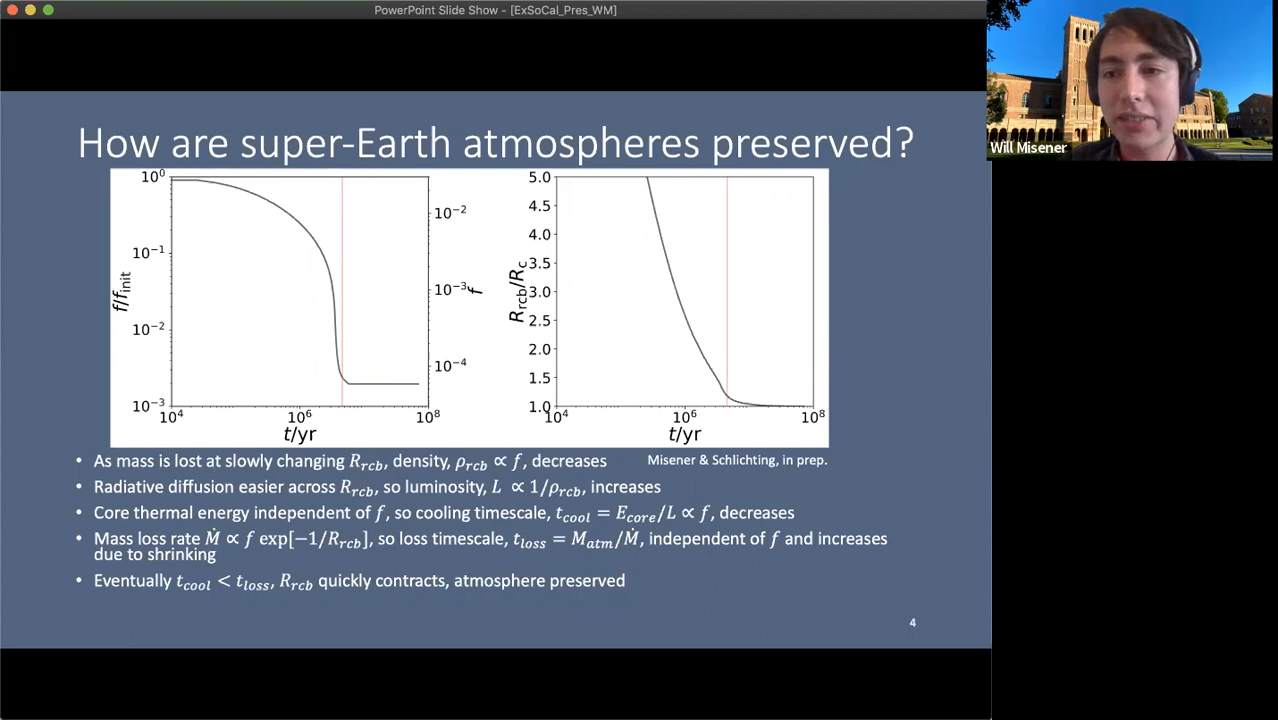 PowerPoint Slide Show - [ExSoCal_Pres_WM]
Will Misener
How are super-Earth atmospheres preserved?
10⁰
10⁻¹
10⁻²
10⁻³
f/f_init
10⁻²
10⁻³
10⁻⁴
f
10⁴ 10⁶ 10⁸
t/yr
5.0
4.5
4.0
3.5
3.0
2.5
2.0
1.5
1.0
R_rcb/R_c
10⁴ 10⁶ 10⁸
t/yr
• As mass is lost at slowly changing R_rcb, density, ρ_rcb ∝ f, decreases
Misener & Schlichting, in prep.
• Radiative diffusion easier across R_rcb, so luminosity, L ∝ 1/ρ_rcb, increases
• Core thermal energy independent of f, so cooling timescale, t_cool = E_core/L ∝ f, decreases
• Mass loss rate Ṁ ∝ f exp[−1/R_rcb], so loss timescale, t_loss = M_atm/Ṁ, independent of f and increases
due to shrinking
• Eventually t_cool < t_loss, R_rcb quickly contracts, atmosphere preserved
4